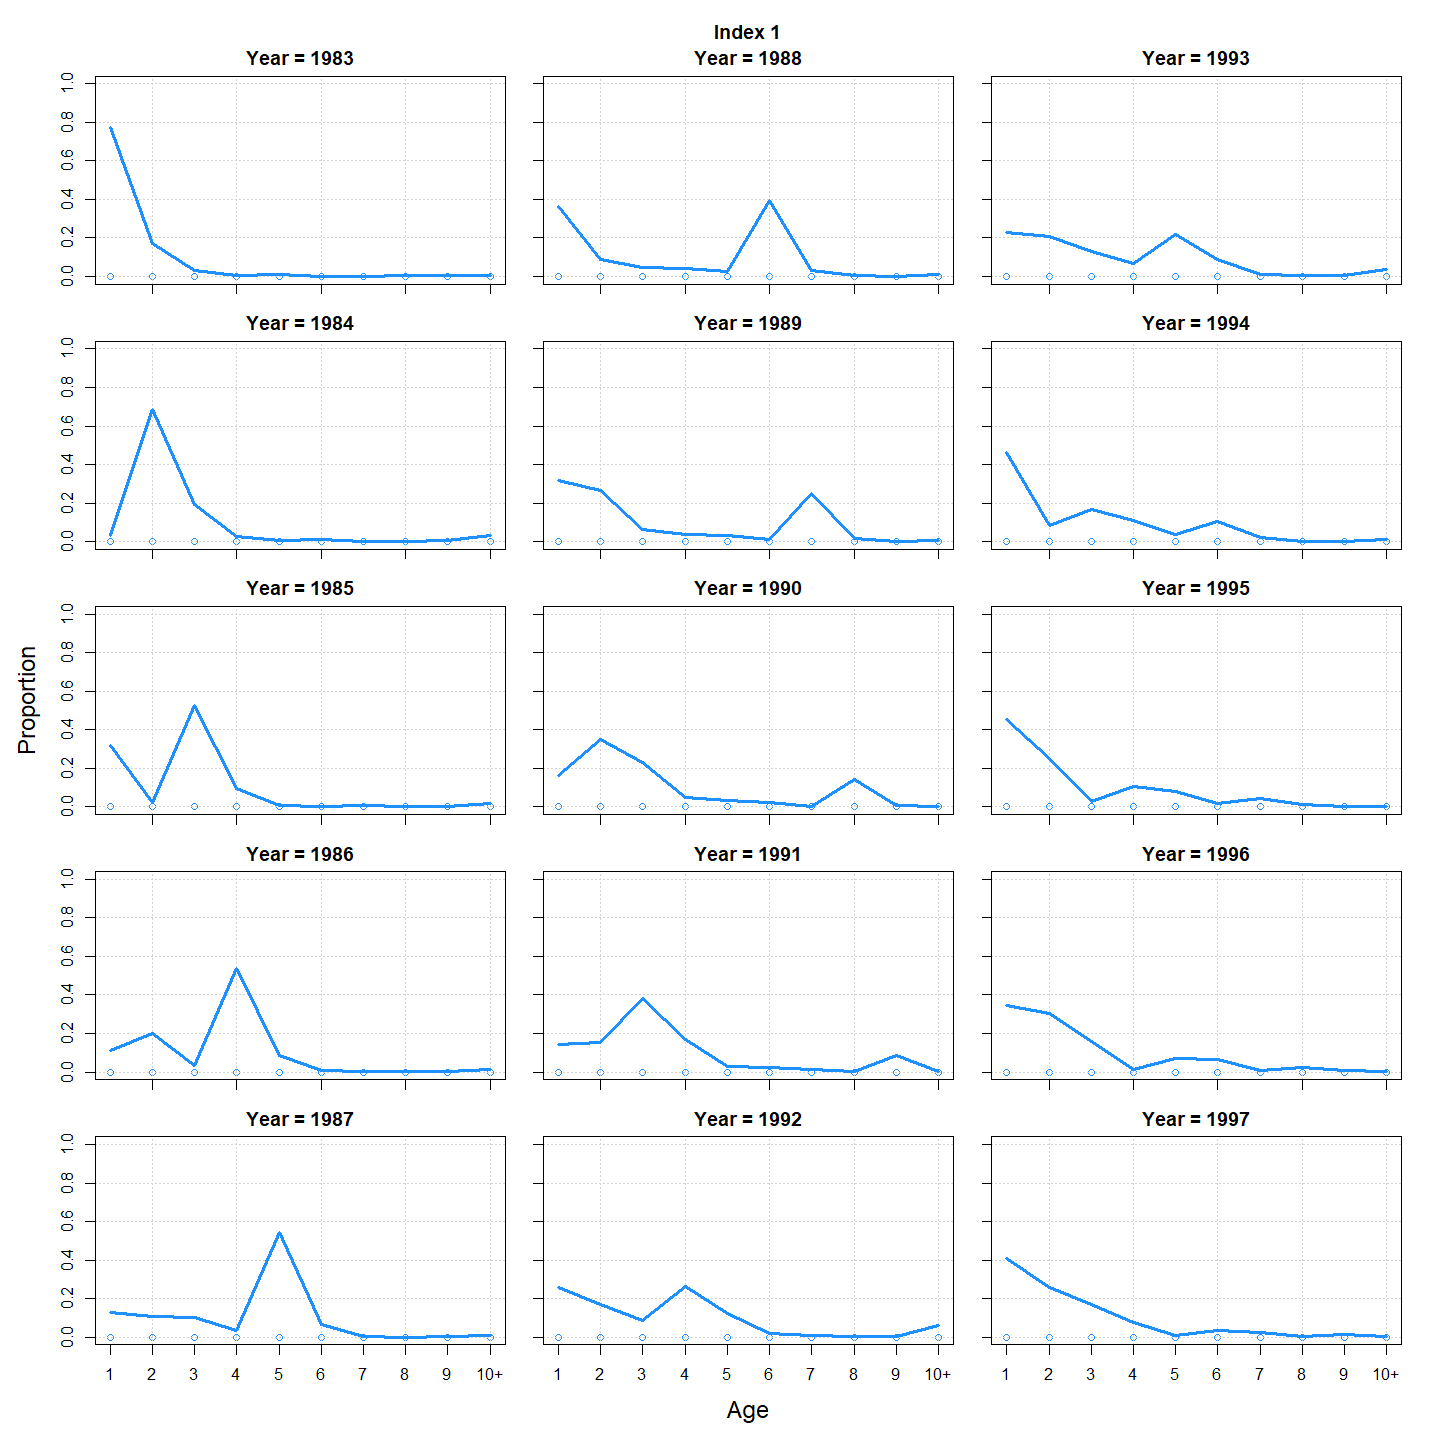 Index 1
Year = 1983
Year = 1988
Year = 1993
0.0 0.2 0.4 0.6 0.8 1.0
Year = 1984
Year = 1989
Year = 1994
0.0 0.2 0.4 0.6 0.8 1.0
Year = 1985
Year = 1990
Year = 1995
0.0 0.2 0.4 0.6 0.8 1.0
Proportion
Year = 1986
Year = 1991
Year = 1996
0.0 0.2 0.4 0.6 0.8 1.0
Year = 1987
Year = 1992
Year = 1997
0.0 0.2 0.4 0.6 0.8 1.0
1 2 3 4 5 6 7 8 9 10+
1 2 3 4 5 6 7 8 9 10+
1 2 3 4 5 6 7 8 9 10+
Age